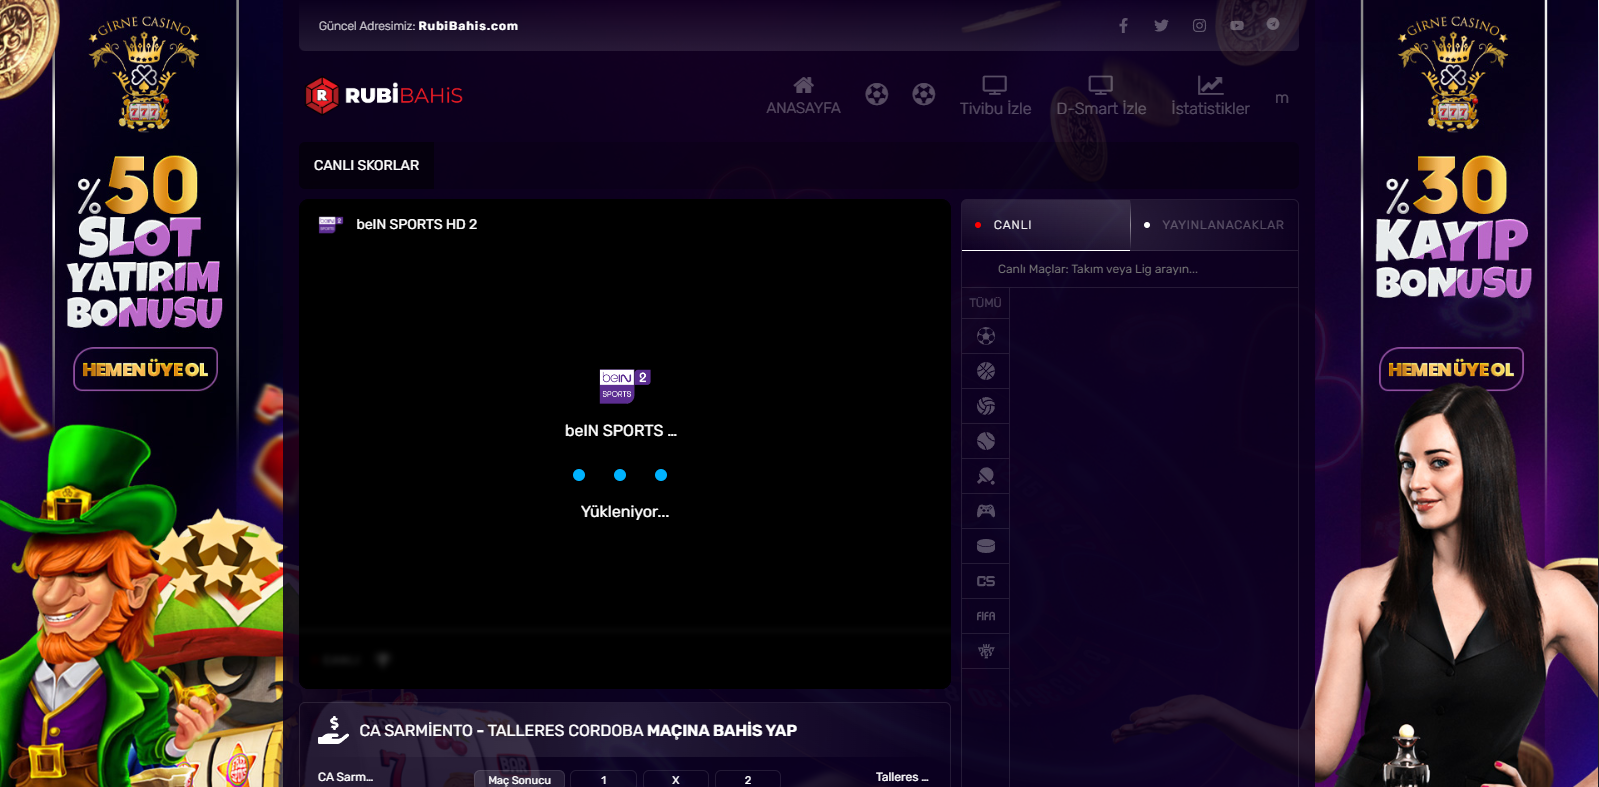 GİRNE CASINO
%50
SLOT
YATIRIM
BONUSU
HEMEN ÜYE OL
Güncel Adresimiz: RubiBahis.com
R RUBİBAHİS
ANASAYFA
Tivibu İzle
D-Smart İzle
İstatistikler
m
CANLI SKORLAR
beIN SPORTS HD 2
beIN 2
SPORTS
beIN SPORTS ...
Yükleniyor...
CANLI
YAYINLANACAKLAR
Canlı Maçlar: Takım veya Lig arayın...
TÜMÜ
CS
FIFA
CA SARMİENTO - TALLERES CORDOBA MAÇINA BAHİS YAP
CA Sarm...
Maç Sonucu
1
X
2
Talleres ...
GİRNE CASINO
%30
KAYIP
BONUSU
HEMEN ÜYE OL